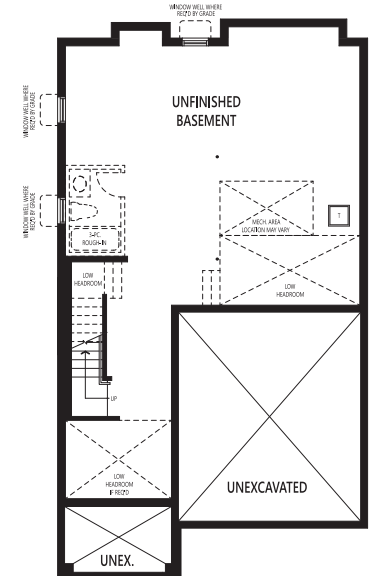 WINDOW WELL WHERE
REQ'D BY GRADE
WINDOW WELL WHERE
REQ'D BY GRADE
UNFINISHED
BASEMENT
WINDOW WELL WHERE
REQ'D BY GRADE
3-PC.
ROUGH-IN
MECH. AREA
LOCATION MAY VARY
T
LOW
HEADROOM
LOW
HEADROOM
UP
LOW
HEADROOM
IF REQ'D
UNEXCAVATED
UNEX.